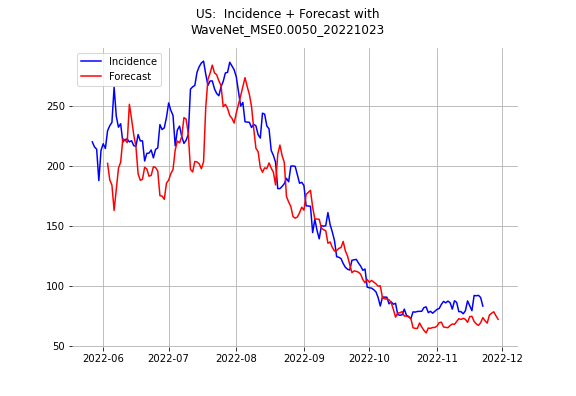 US:  Incidence + Forecast with
WaveNet_MSE0.0050_20221023
Incidence
Forecast
250
200
150
100
50
2022-06 2022-07 2022-08 2022-09 2022-10 2022-11 2022-12